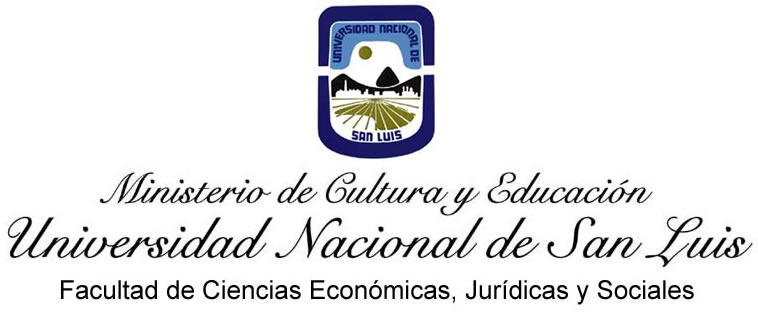 UNIVERSIDAD NACIONAL DE
SAN LUIS
Ministerio de Cultura y Educación
Universidad Nacional de San Luis
Facultad de Ciencias Económicas, Jurídicas y Sociales